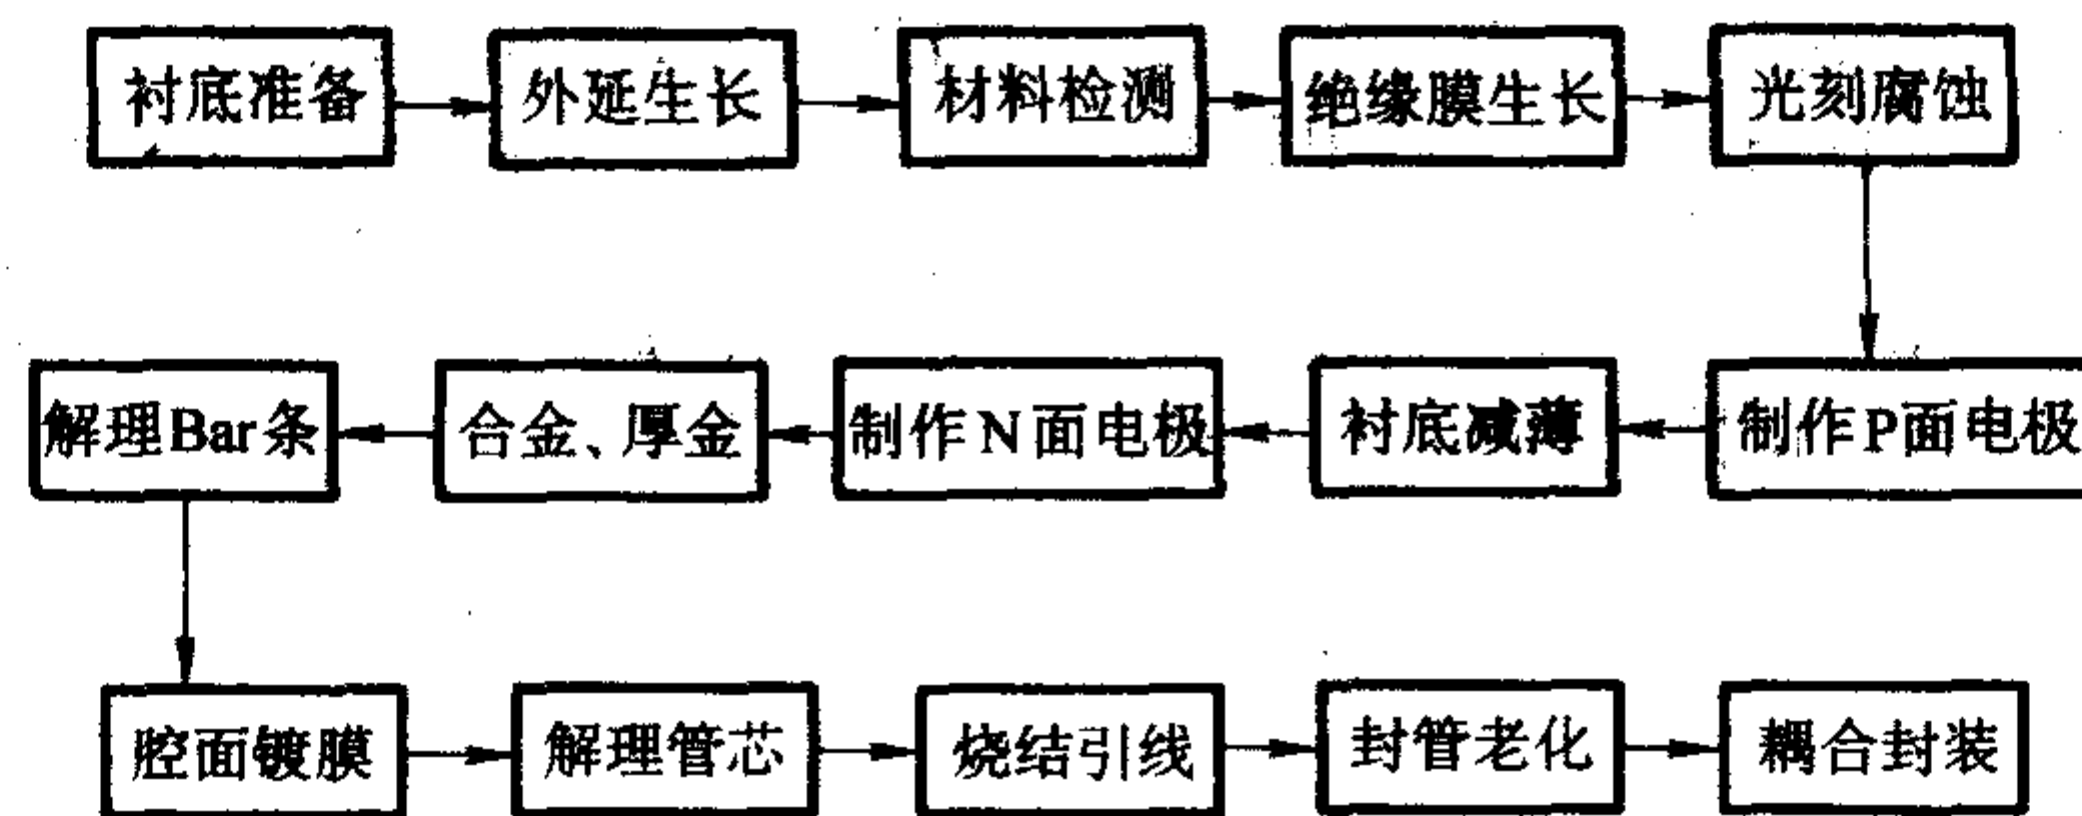 衬底准备 外延生长 材料检测 绝缘膜生长 光刻腐蚀
解理Bar条 合金、厚金 制作N面电极 衬底减薄 制作P面电极
腔面镀膜 解理管芯 烧结引线 封管老化 耦合封装